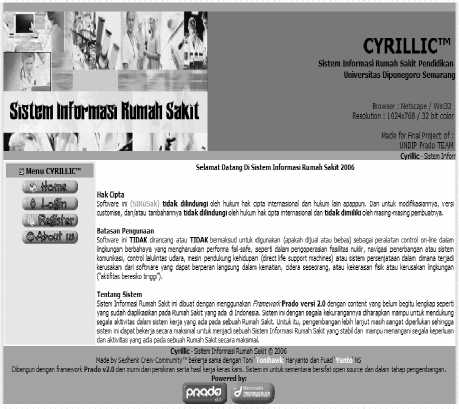 Sistem Informasi Rumah Sakit
CYRILLIC™
Sistem Informasi Rumah Sakit Pendidikan
Universitas Diponegoro Semarang
Browser : Netscape / Win32
Resolution : 1024x768 / 32 bit color
Made for Final Project of :
UNDIP Prado TEAM
Cyrillic - Sistem Infor
Menu CYRILLIC™
Home
Login
Register
About us
Selamat Datang Di Sistem Informasi Rumah Sakit 2006
Hak Cipta
Software ini tidak dilindungi oleh hukum hak cipta internasional dan hukum lain apappun. Dan untuk modifikasiannya, versi
customise, dan/atau tambahannya tidak dilindungi oleh hukum hak cipta internasional dan tidak dimiliki oleh masing-masing pembuatnya.
Batasan Pengunaan
Software ini TIDAK dirancang atau TIDAK bermaksud untuk digunakan (apakah dijual atau bebas) sebagai peralatan control on-line dalam
lingkungan berbahaya yang mengharuskan performa fail-safe, seperti dalam pengoperasian fasilitas nuklir, navigasi penerbangan atau sistem
komunikasi, control lalulintas udara, mesin pendukung kehidupan (direct life support machines) atau sistem persenjataan dalam dimana terjadi
kerusakan dari software yang dapat berperan langsung dalam kematian, cidera seseorang, atau kekerasan fisik atau kerusakan lingkungan
("aktifitas beresiko tinggi").
Tentang Sistem
Sistem Informasi Rumah Sakit ini dibuat dengan menggunakan Framework Prado versi 2.0 dengan content yang belum begitu lengkap seperti
yang sudah diaplikasikan pada Rumah Sakit yang ada di Indonesia. Sistem ini dengan segala kekurangannya diharapkan mampu untuk mendukung
segala aktivitas dalam sistem kerja yang ada pada sebuah Rumah Sakit. Untuk itu, pengembangan lebih lanjut masih sangat diperlukan sehingga
sistem ini dapat bekerja secara maksimal untuk menjadi sebuah Sistem Informasi Rumah Sakit yang stabil dan mampu menangani segala keperluan
dan aktivitas yang ada pada sebuah Rumah Sakit secara maksimal.
Cyrillic - Sistem Informasi Rumah Sakit © 2006
Made by Sedhenk Crew Community™ bekerja sama dengan Toni "Tonhawk" Haryanto dan Fuad "Yanto" NS
Dibangun dengan framework Prado v2.0 dan murni dari pemikiran serta hasil kerja keras kami. Sistem ini untuk sementara bersifat open source dan dalam tahap pengembangan.
Powered by:
prado